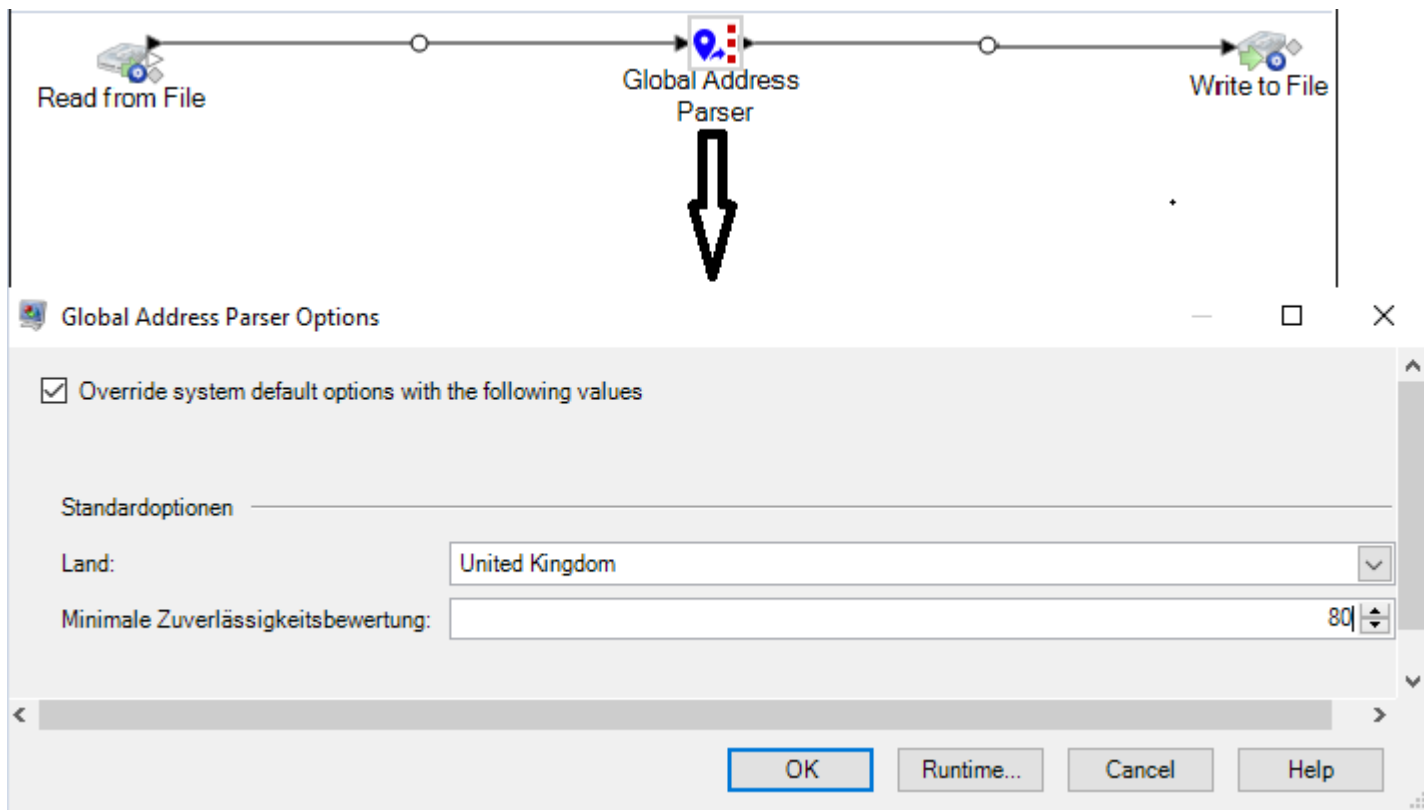 Read from File
Global Address
Parser
Write to File
Global Address Parser Options
Override system default options with the following values
Standardoptionen
Land:
United Kingdom
Minimale Zuverlässigkeitsbewertung:
80
OK
Runtime...
Cancel
Help